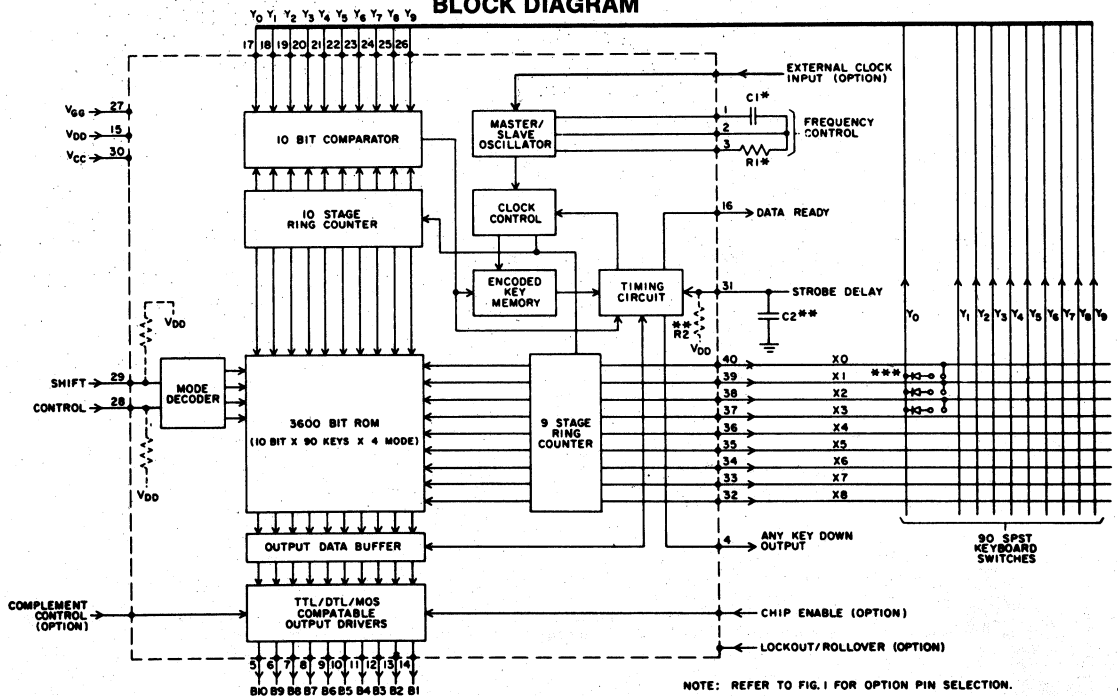 BLOCK DIAGRAM
Y0 Y1 Y2 Y3 Y4 Y5 Y6 Y7 Y8 Y9
17 18 19 20 21 22 23 24 25 26
EXTERNAL CLOCK
INPUT (OPTION)
VGG 27
VDD 15
VCC 30
10 BIT COMPARATOR
MASTER/
SLAVE
OSCILLATOR
1
2
3
C1*
R1*
FREQUENCY
CONTROL
10 STAGE
RING COUNTER
CLOCK
CONTROL
16
DATA READY
ENCODED
KEY
MEMORY
TIMING
CIRCUIT
31
STROBE DELAY
**
R2
VDD
C2**
Y0 Y1 Y2 Y3 Y4 Y5 Y6 Y7 Y8 Y9
VDD
SHIFT 29
CONTROL 28
MODE
DECODER
VDD
3600 BIT ROM
(10 BIT X 90 KEYS X 4 MODE)
9 STAGE
RING
COUNTER
40 X0
39 X1
***
38 X2
37 X3
36 X4
35 X5
34 X6
33 X7
32 X8
90 SPST
KEYBOARD
SWITCHES
OUTPUT DATA BUFFER
4
ANY KEY DOWN
OUTPUT
COMPLEMENT
CONTROL
(OPTION)
TTL/DTL/MOS
COMPATABLE
OUTPUT DRIVERS
CHIP ENABLE (OPTION)
LOCKOUT/ROLLOVER (OPTION)
5 6 7 8 9 10 11 12 13 14
B10 B9 B8 B7 B6 B5 B4 B3 B2 B1
NOTE: REFER TO FIG. 1 FOR OPTION PIN SELECTION.